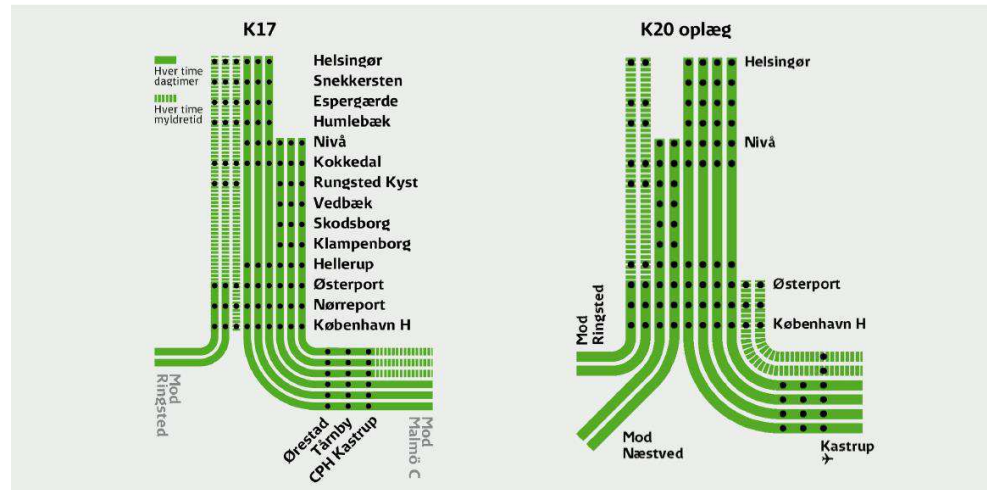 K17
Hver time
dagtimer
Hver time
myldretid
Helsingør
Snekkersten
Espergærde
Humlebæk
Nivå
Kokkedal
Rungsted Kyst
Vedbæk
Skodsborg
Klampenborg
Hellerup
Østerport
Nørreport
København H
Mod
Ringsted
Ørestad
Tårnby
CPH Kastrup
Mod
Malmö C
K20 oplæg
Helsingør
Nivå
Østerport
København H
Mod
Ringsted
Mod
Næstved
Kastrup